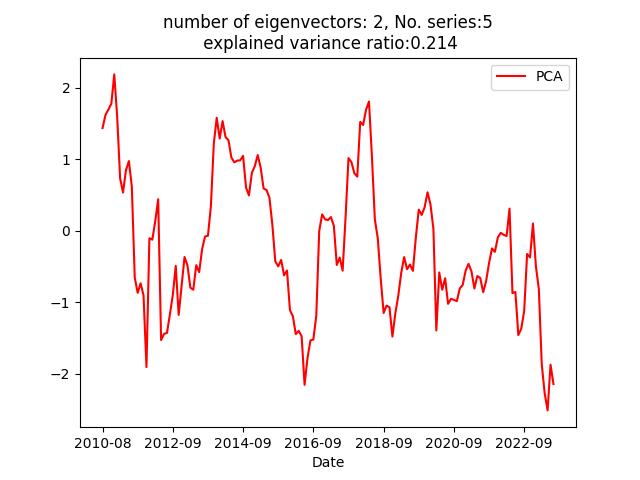 number of eigenvectors: 2, No. series:5
explained variance ratio:0.214
PCA
2
1
0
−1
−2
2010-08 2012-09 2014-09 2016-09 2018-09 2020-09 2022-09
Date